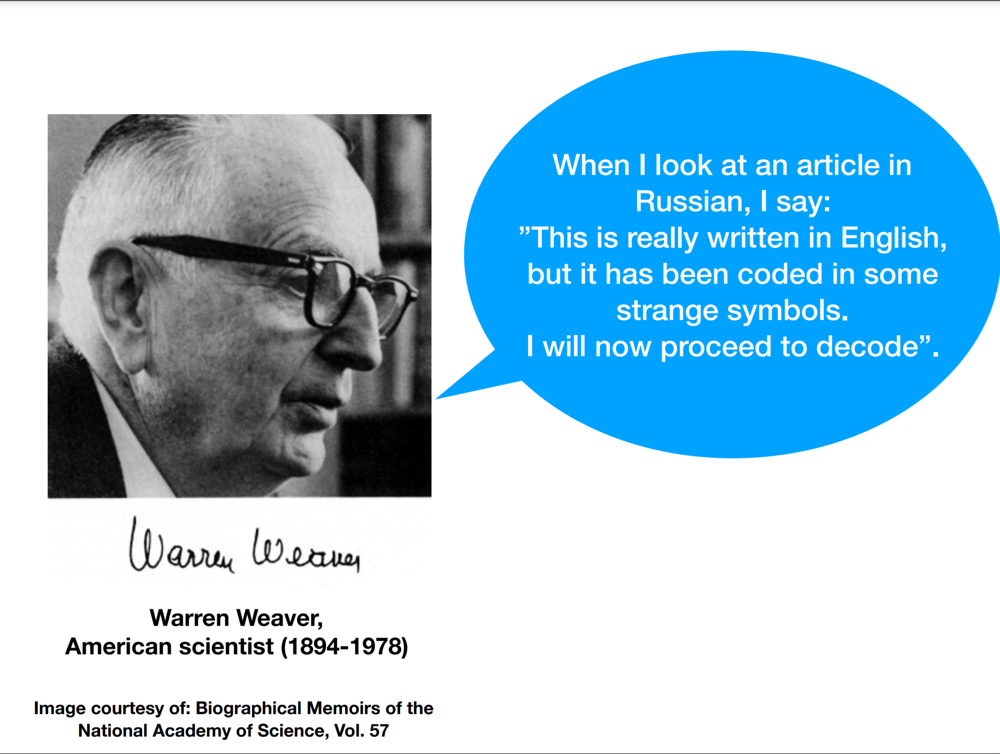 When I look at an article in
Russian, I say:
”This is really written in English,
but it has been coded in some
strange symbols.
I will now proceed to decode”.
Warren Weaver
Warren Weaver,
American scientist (1894-1978)
Image courtesy of: Biographical Memoirs of the
National Academy of Science, Vol. 57